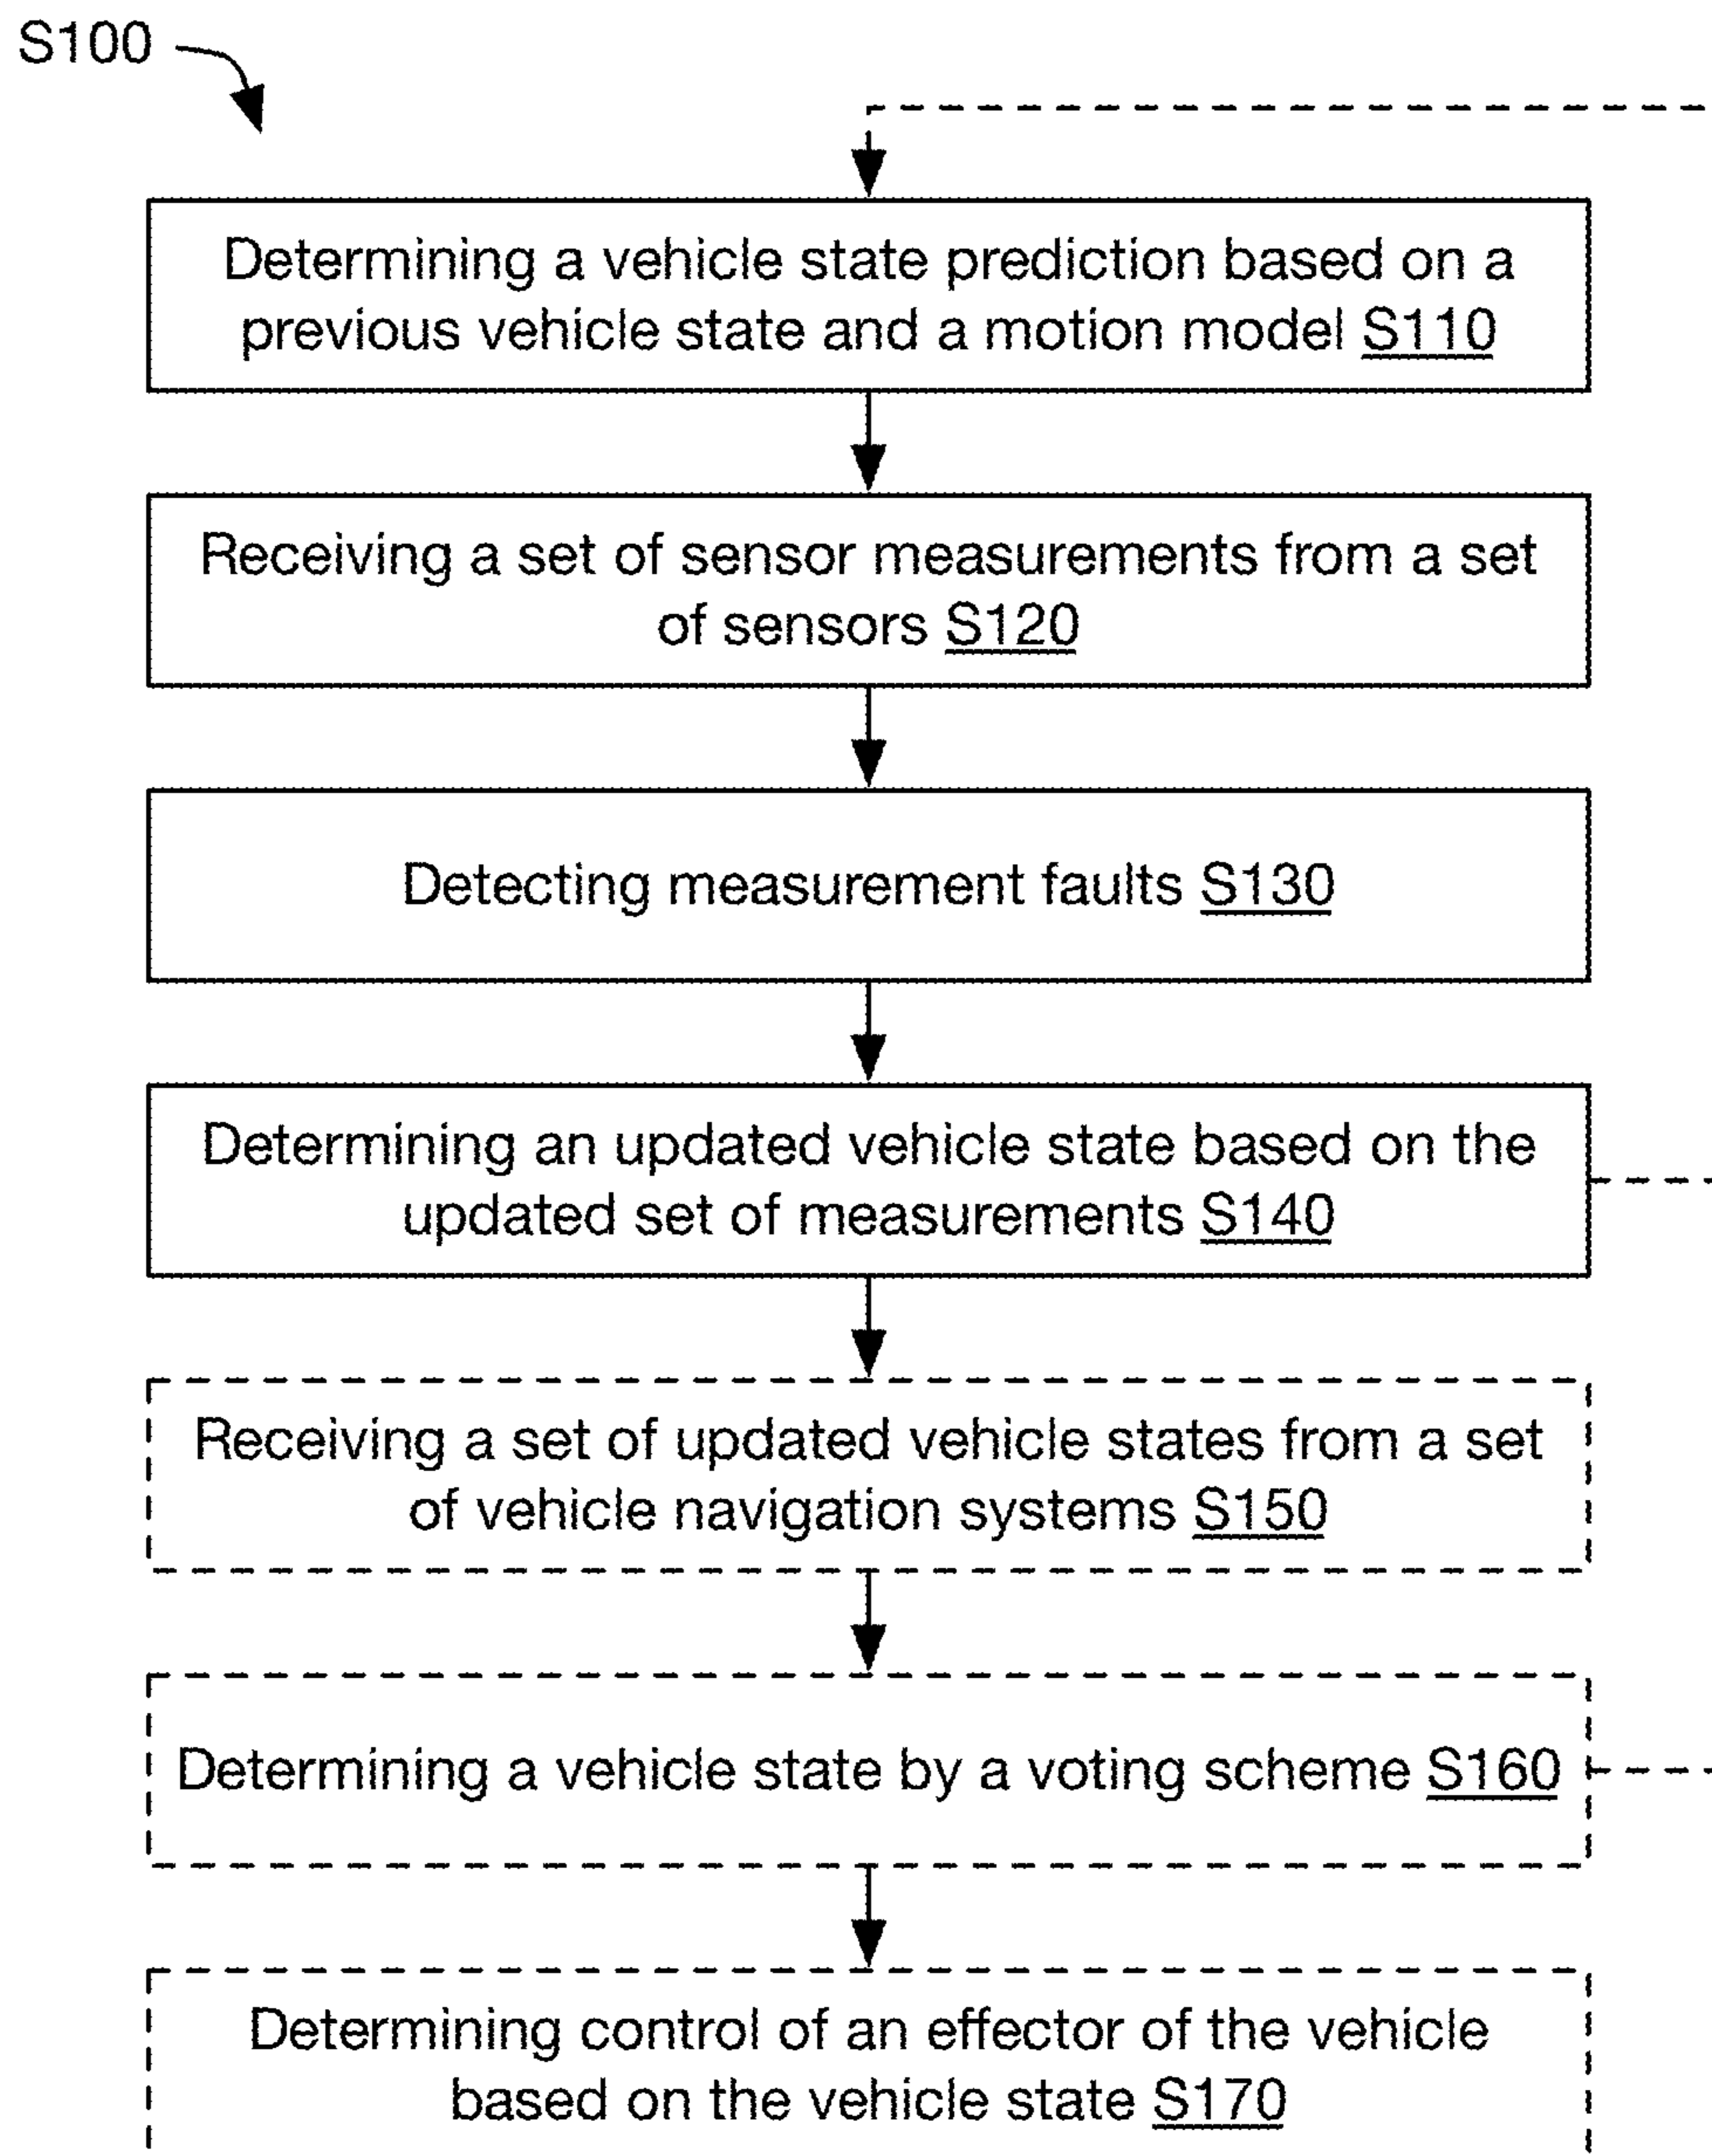 S100
Determining a vehicle state prediction based on a
previous vehicle state and a motion model S110
Receiving a set of sensor measurements from a set
of sensors S120
Detecting measurement faults S130
Determining an updated vehicle state based on the
updated set of measurements S140
Receiving a set of updated vehicle states from a set
of vehicle navigation systems S150
Determining a vehicle state by a voting scheme S160
Determining control of an effector of the vehicle
based on the vehicle state S170